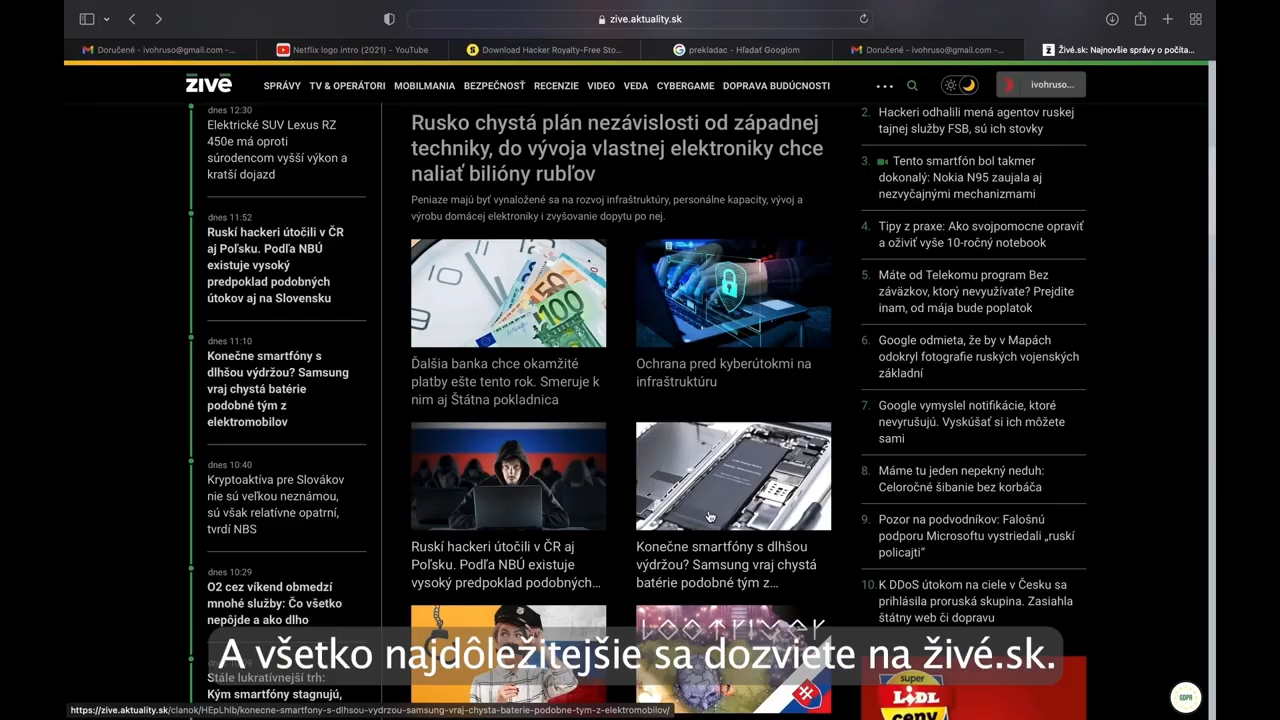 zive.aktuality.sk
Doručené - ivohruso@gmail.com -...
Netflix logo intro (2021) - YouTube
Download Hacker Royalty-Free Sto...
prekladac - Hľadať Googlom
Doručené - ivohruso@gmail.com -...
Živé.sk: Najnovšie správy o počíta...
živē
SPRÁVY
TV & OPERÁTORI
MOBILMANIA
BEZPEČNOSŤ
RECENZIE
VIDEO
VEDA
CYBERGAME
DOPRAVA BUDÚCNOSTI
ivohruso...
dnes 12:30
Elektrické SUV Lexus RZ
450e má oproti
súrodencom vyšší výkon a
kratší dojazd
dnes 11:52
Ruskí hackeri útočili v ČR
aj Poľsku. Podľa NBÚ
existuje vysoký
predpoklad podobných
útokov aj na Slovensku
dnes 11:10
Konečne smartfóny s
dlhšou výdržou? Samsung
vraj chystá batérie
podobné tým z
elektromobilov
dnes 10:40
Kryptoaktíva pre Slovákov
nie sú veľkou neznámou,
sú však relatívne opatrní,
tvrdí NBS
dnes 10:29
O2 cez víkend obmedzí
mnohé služby: Čo všetko
nepôjde a ako dlho
Stále lukratívnejší trh:
Kým smartfóny stagnujú,
Rusko chystá plán nezávislosti od západnej
techniky, do vývoja vlastnej elektroniky chce
naliať bilióny rubľov
Peniaze majú byť vynaložené sa na rozvoj infraštruktúry, personálne kapacity, vývoj a
výrobu domácej elektroniky i zvyšovanie dopytu po nej.
100
Ďalšia banka chce okamžité
platby ešte tento rok. Smeruje k
nim aj Štátna pokladnica
Ochrana pred kyberútokmi na
infraštruktúru
Ruskí hackeri útočili v ČR aj
Poľsku. Podľa NBÚ existuje
vysoký predpoklad podobných...
Konečne smartfóny s dlhšou
výdržou? Samsung vraj chystá
batérie podobné tým z...
2. Hackeri odhalili mená agentov ruskej
tajnej služby FSB, sú ich stovky
3. Tento smartfón bol takmer
dokonalý: Nokia N95 zaujala aj
nezvyčajnými mechanizmami
4. Tipy z praxe: Ako svojpomocne opraviť
a oživiť vyše 10-ročný notebook
5. Máte od Telekomu program Bez
záväzkov, ktorý nevyužívate? Prejdite
inam, od mája bude poplatok
6. Google odmieta, že by v Mapách
odokryl fotografie ruských vojenských
základní
7. Google vymyslel notifikácie, ktoré
nevyrušujú. Vyskúšať si ich môžete
sami
8. Máme tu jeden nepekný neduh:
Celoročné šibanie bez korbáča
9. Pozor na podvodníkov: Falošnú
podporu Microsoftu vystriedali „ruskí
policajti“
10. K DDoS útokom na ciele v Česku sa
prihlásila proruská skupina. Zasiahla
štátny web či dopravu
super
LIDL
ceny
GDPR
A všetko najdôležitejšie sa dozviete na živé.sk.
https://zive.aktuality.sk/clanok/HEpLhlb/konecne-smartfony-s-dlhsou-vydrzou-samsung-vraj-chysta-baterie-podobne-tym-z-elektromobilov/